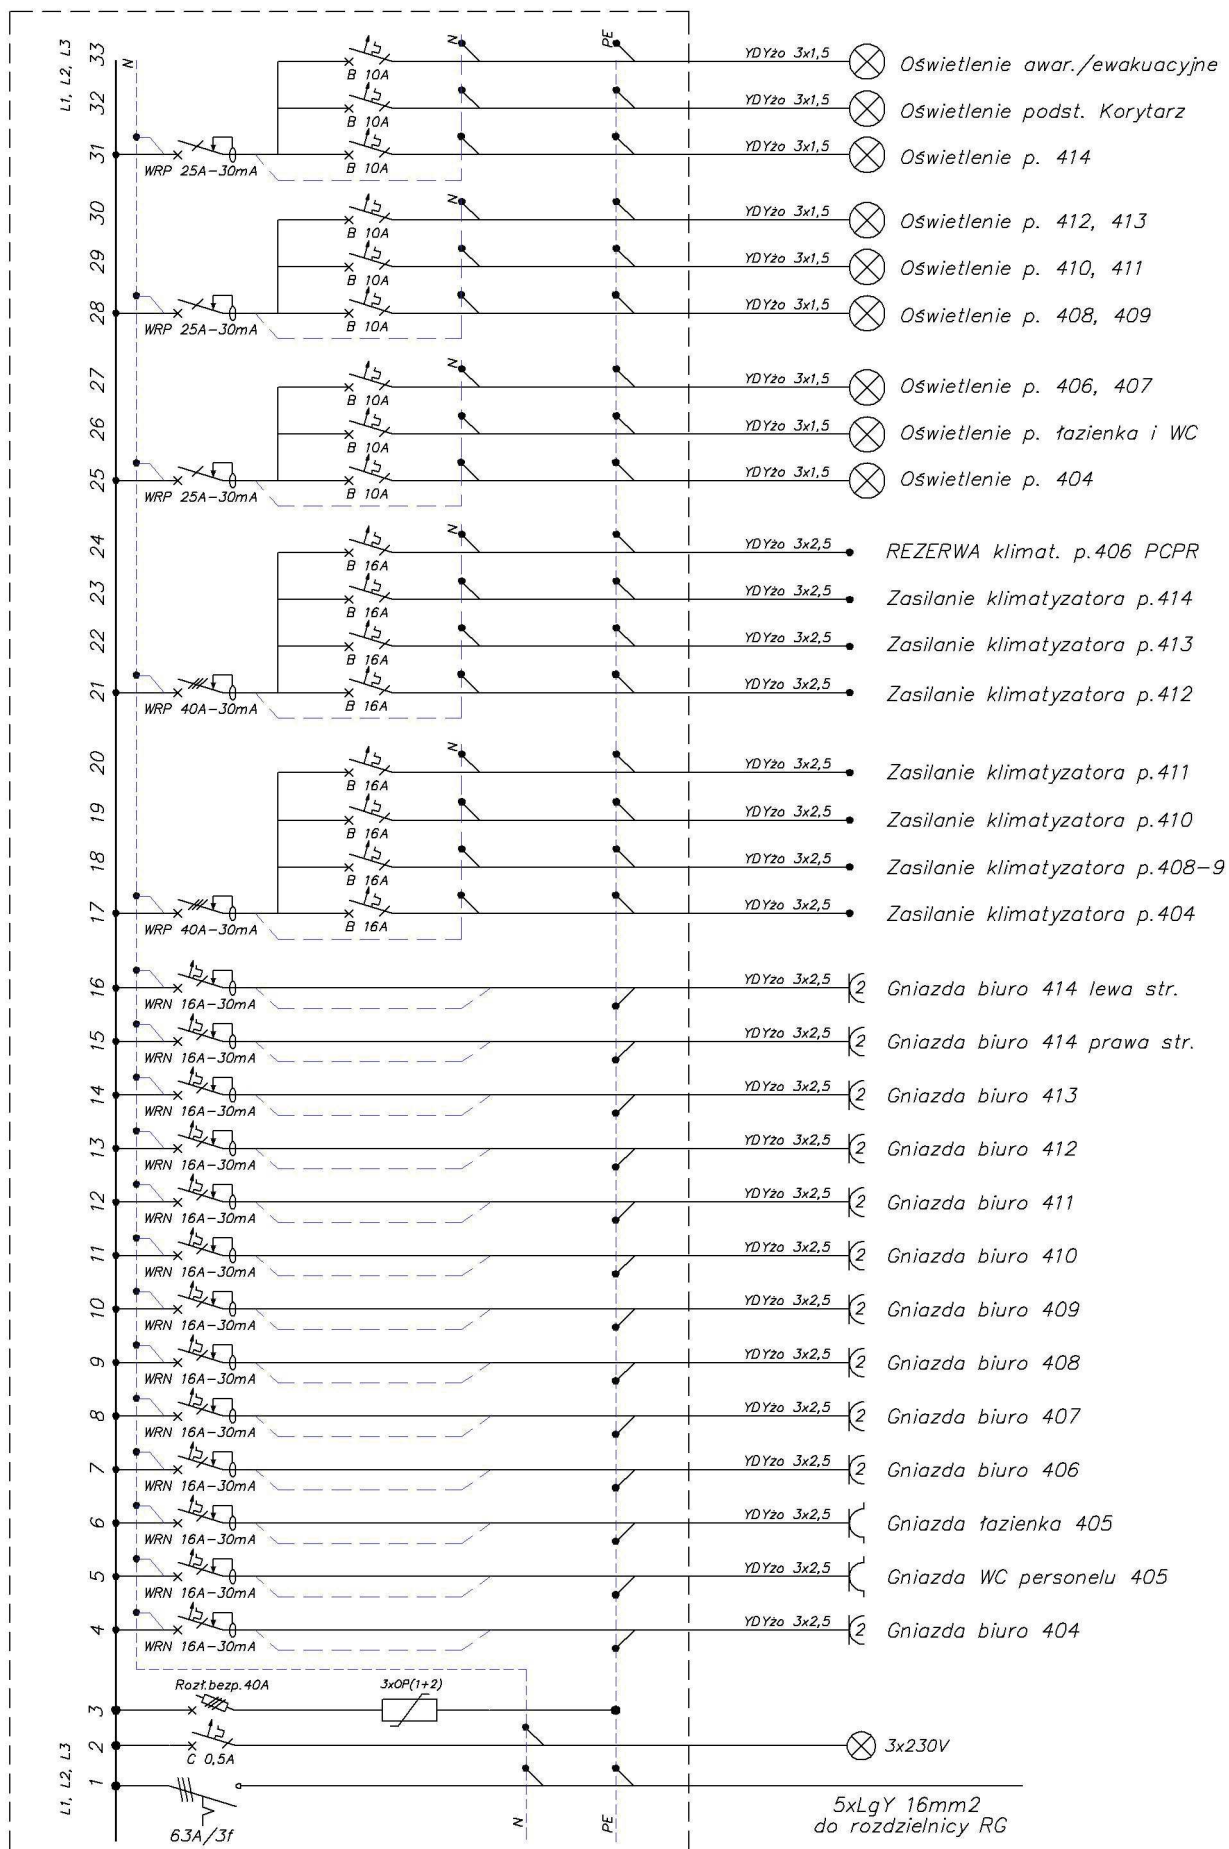 L1, L2, L3
33 N N PE YDYżo 3x1,5 Oświetlenie awar./ewakuacyjne
B 10A
32 YDYżo 3x1,5 Oświetlenie podst. Korytarz
B 10A
31 YDYżo 3x1,5 Oświetlenie p. 414
WRP 25A-30mA B 10A
30 N YDYżo 3x1,5 Oświetlenie p. 412, 413
B 10A
29 YDYżo 3x1,5 Oświetlenie p. 410, 411
B 10A
28 YDYżo 3x1,5 Oświetlenie p. 408, 409
WRP 25A-30mA B 10A
27 N YDYżo 3x1,5 Oświetlenie p. 406, 407
B 10A
26 YDYżo 3x1,5 Oświetlenie p. łazienka i WC
B 10A
25 YDYżo 3x1,5 Oświetlenie p. 404
WRP 25A-30mA B 10A
24 N YDYżo 3x2,5 REZERWA klimat. p.406 PCPR
B 16A
23 YDYżo 3x2,5 Zasilanie klimatyzatora p.414
B 16A
22 YDYżo 3x2,5 Zasilanie klimatyzatora p.413
B 16A
21 YDYżo 3x2,5 Zasilanie klimatyzatora p.412
WRP 40A-30mA B 16A
20 N YDYżo 3x2,5 Zasilanie klimatyzatora p.411
B 16A
19 YDYżo 3x2,5 Zasilanie klimatyzatora p.410
B 16A
18 YDYżo 3x2,5 Zasilanie klimatyzatora p.408-9
B 16A
17 YDYżo 3x2,5 Zasilanie klimatyzatora p.404
WRP 40A-30mA B 16A
16 YDYżo 3x2,5 2 Gniazda biuro 414 lewa str.
WRN 16A-30mA
15 YDYżo 3x2,5 2 Gniazda biuro 414 prawa str.
WRN 16A-30mA
14 YDYżo 3x2,5 2 Gniazda biuro 413
WRN 16A-30mA
13 YDYżo 3x2,5 2 Gniazda biuro 412
WRN 16A-30mA
12 YDYżo 3x2,5 2 Gniazda biuro 411
WRN 16A-30mA
11 YDYżo 3x2,5 2 Gniazda biuro 410
WRN 16A-30mA
10 YDYżo 3x2,5 2 Gniazda biuro 409
WRN 16A-30mA
9 YDYżo 3x2,5 2 Gniazda biuro 408
WRN 16A-30mA
8 YDYżo 3x2,5 2 Gniazda biuro 407
WRN 16A-30mA
7 YDYżo 3x2,5 2 Gniazda biuro 406
WRN 16A-30mA
6 YDYżo 3x2,5 Gniazda łazienka 405
WRN 16A-30mA
5 YDYżo 3x2,5 Gniazda WC personelu 405
WRN 16A-30mA
4 YDYżo 3x2,5 2 Gniazda biuro 404
WRN 16A-30mA
Rozł.bezp.40A 3xOP(1+2)
3
2 3x230V
C 0,5A
L1, L2, L3
1
63A/3f N PE
5xLgY 16mm2
do rozdzielnicy RG